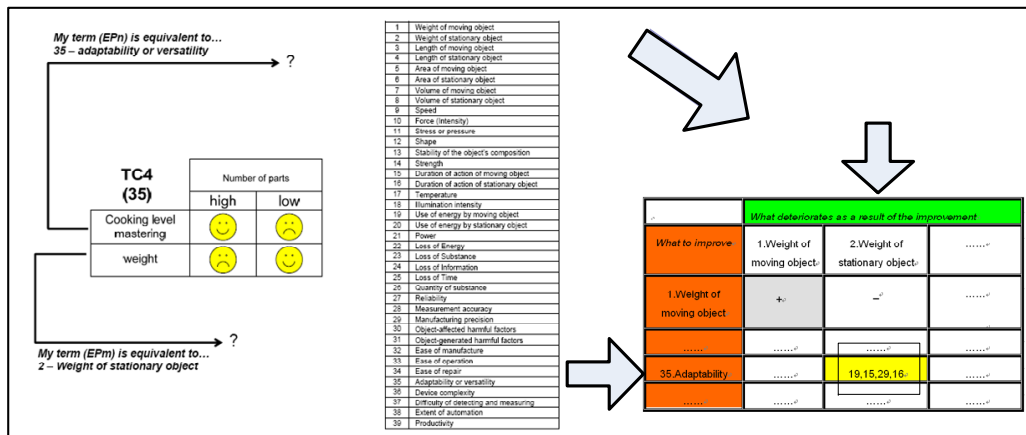 My term (EPn) is equivalent to…
35 – adaptability or versatility
?
TC4
(35)
Number of parts
high low
Cooking level
mastering
weight
?
My term (EPm) is equivalent to…
2 – Weight of stationary object
1 Weight of moving object
2 Weight of stationary object
3 Length of moving object
4 Length of stationary object
5 Area of moving object
6 Area of stationary object
7 Volume of moving object
8 Volume of stationary object
9 Speed
10 Force (Intensity)
11 Stress or pressure
12 Shape
13 Stability of the object's composition
14 Strength
15 Duration of action of moving object
16 Duration of action of stationary object
17 Temperature
18 Illumination intensity
19 Use of energy by moving object
20 Use of energy by stationary object
21 Power
22 Loss of Energy
23 Loss of Substance
24 Loss of Information
25 Loss of Time
26 Quantity of substance
27 Reliability
28 Measurement accuracy
29 Manufacturing precision
30 Object-affected harmful factors
31 Object-generated harmful factors
32 Ease of manufacture
33 Ease of operation
34 Ease of repair
35 Adaptability or versatility
36 Device complexity
37 Difficulty of detecting and measuring
38 Extent of automation
39 Productivity
What deteriorates as a result of the improvement
What to improve
1.Weight of
moving object
2.Weight of
stationary object
……
1.Weight of
moving object
+ – ……
…… …… …… ……
35.Adaptability …… 19,15,29,16 ……
…… …… …… ……